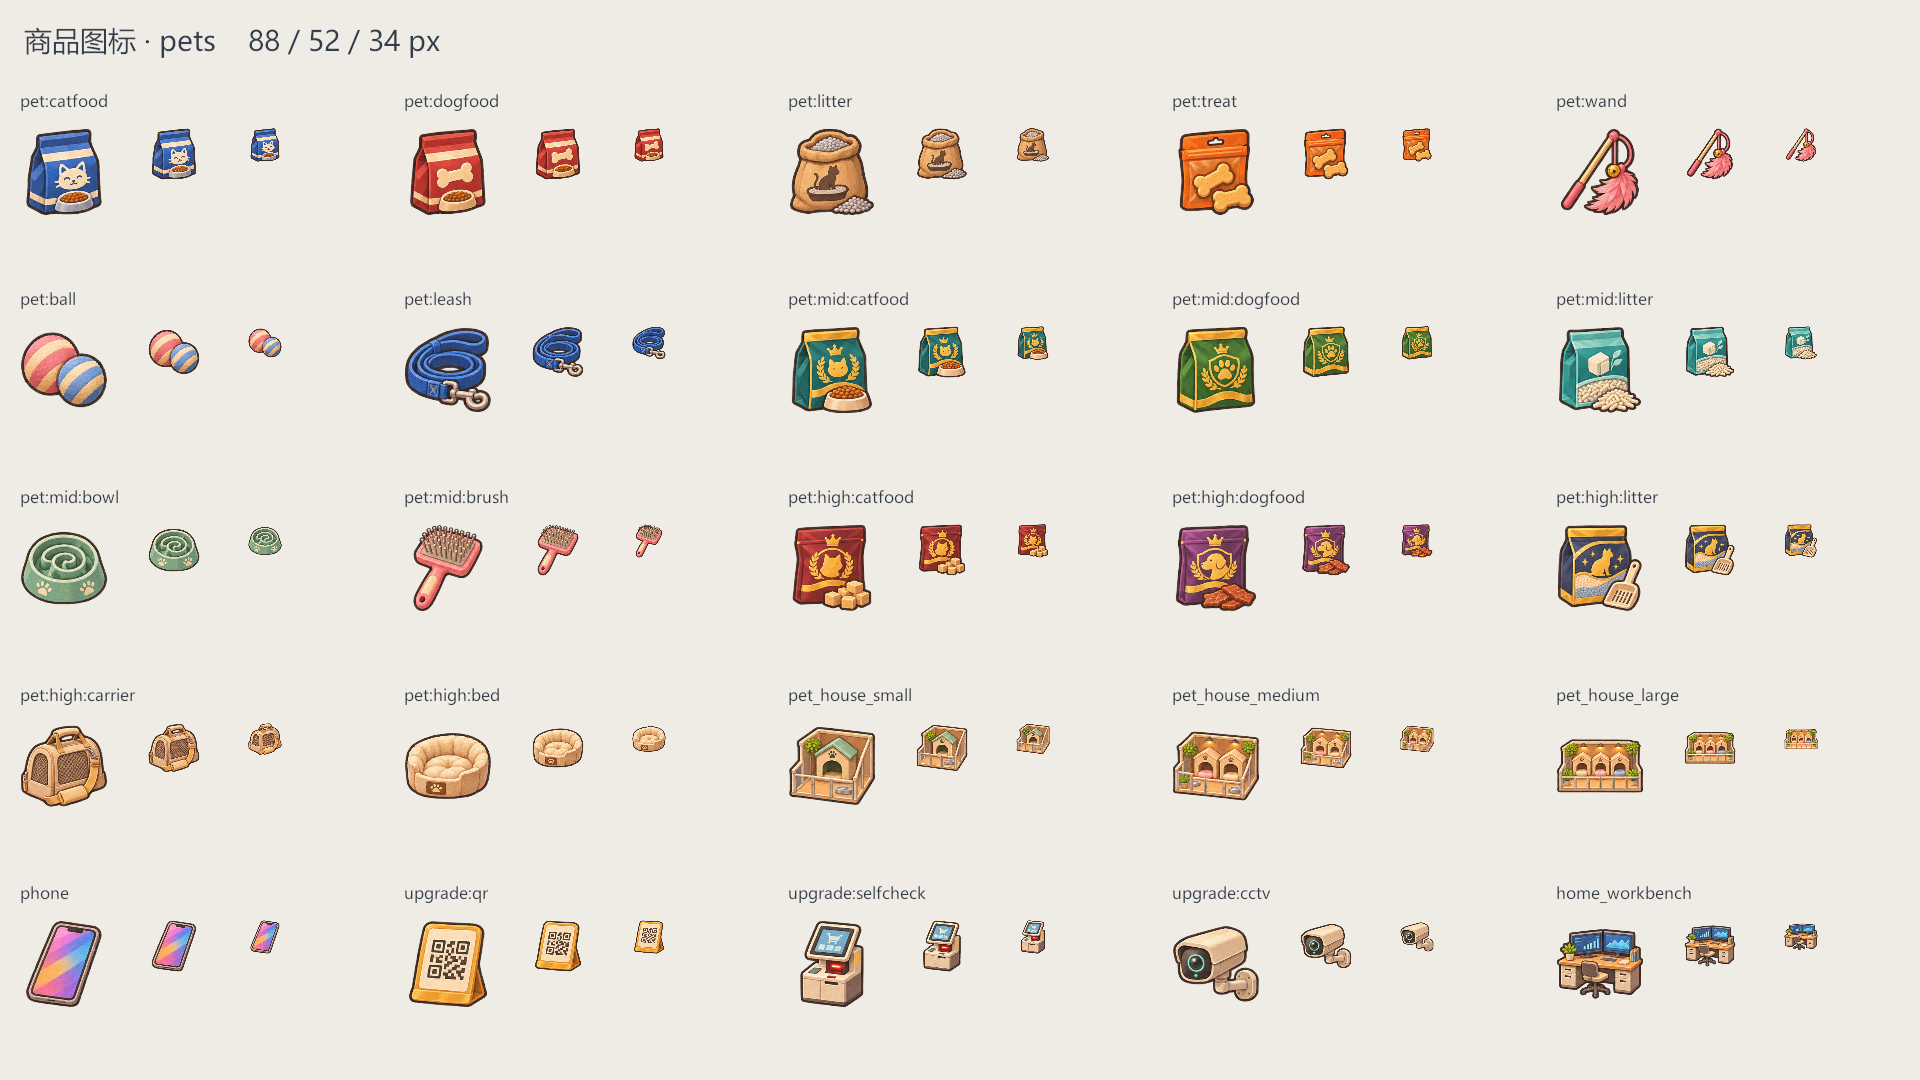 商品图标 · pets 88 / 52 / 34 px
pet:catfood pet:dogfood pet:litter pet:treat pet:wand
pet:ball pet:leash pet:mid:catfood pet:mid:dogfood pet:mid:litter
pet:mid:bowl pet:mid:brush pet:high:catfood pet:high:dogfood pet:high:litter
pet:high:carrier pet:high:bed pet_house_small pet_house_medium pet_house_large
phone upgrade:qr upgrade:selfcheck upgrade:cctv home_workbench